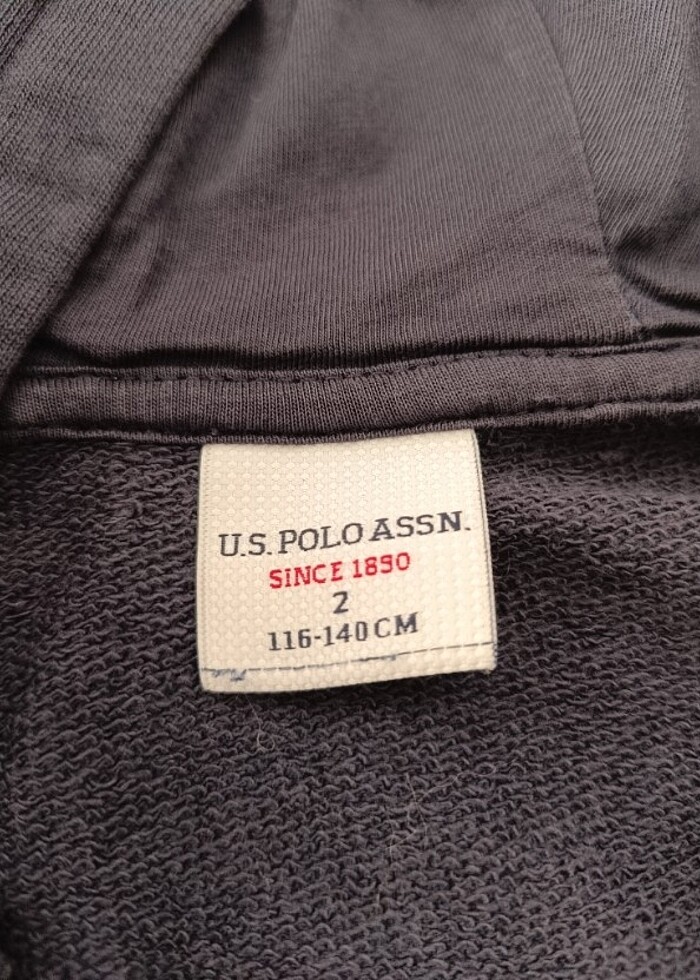 U.S. POLO ASSN.
SINCE 1890
2
116-140 CM